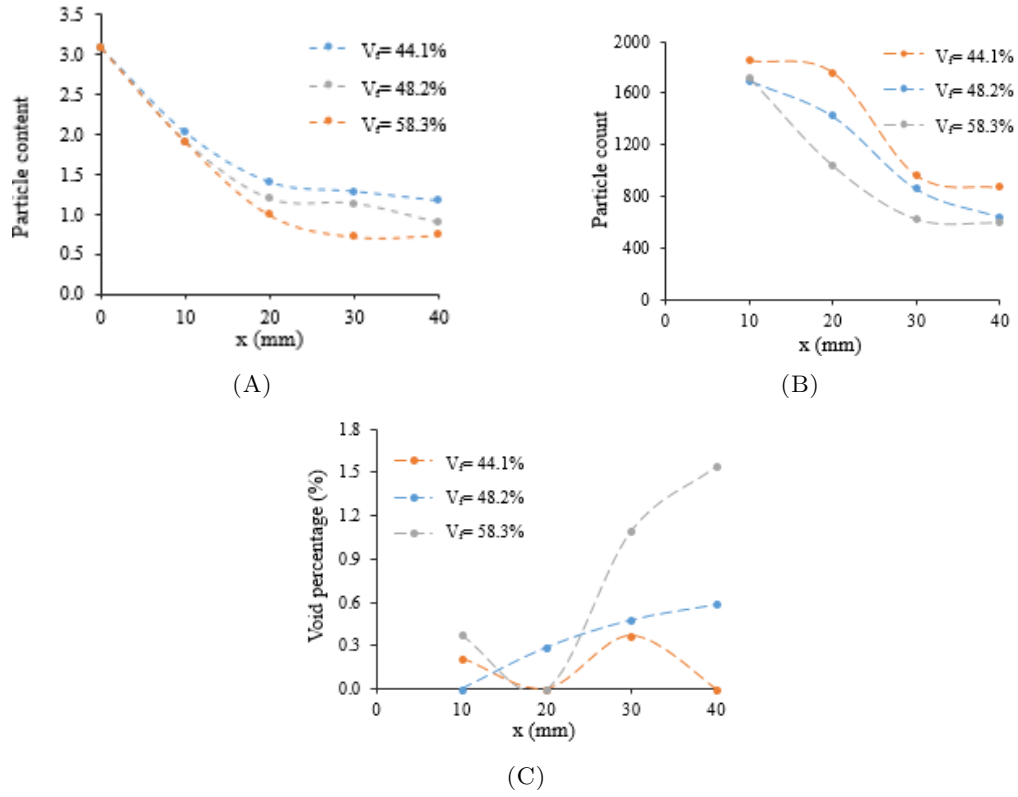 3.5
3.0
2.5
2.0
1.5
1.0
0.5
0.0
Particle content
0 10 20 30 40
x (mm)
Vf= 44.1%
Vf= 48.2%
Vf= 58.3%
(A)
2000
1600
1200
800
400
0
Particle count
0 10 20 30 40
x (mm)
Vf= 44.1%
Vf= 48.2%
Vf= 58.3%
(B)
1.8
1.5
1.2
0.9
0.6
0.3
0.0
Void percentage (%)
0 10 20 30 40
x (mm)
Vf= 44.1%
Vf= 48.2%
Vf= 58.3%
(C)